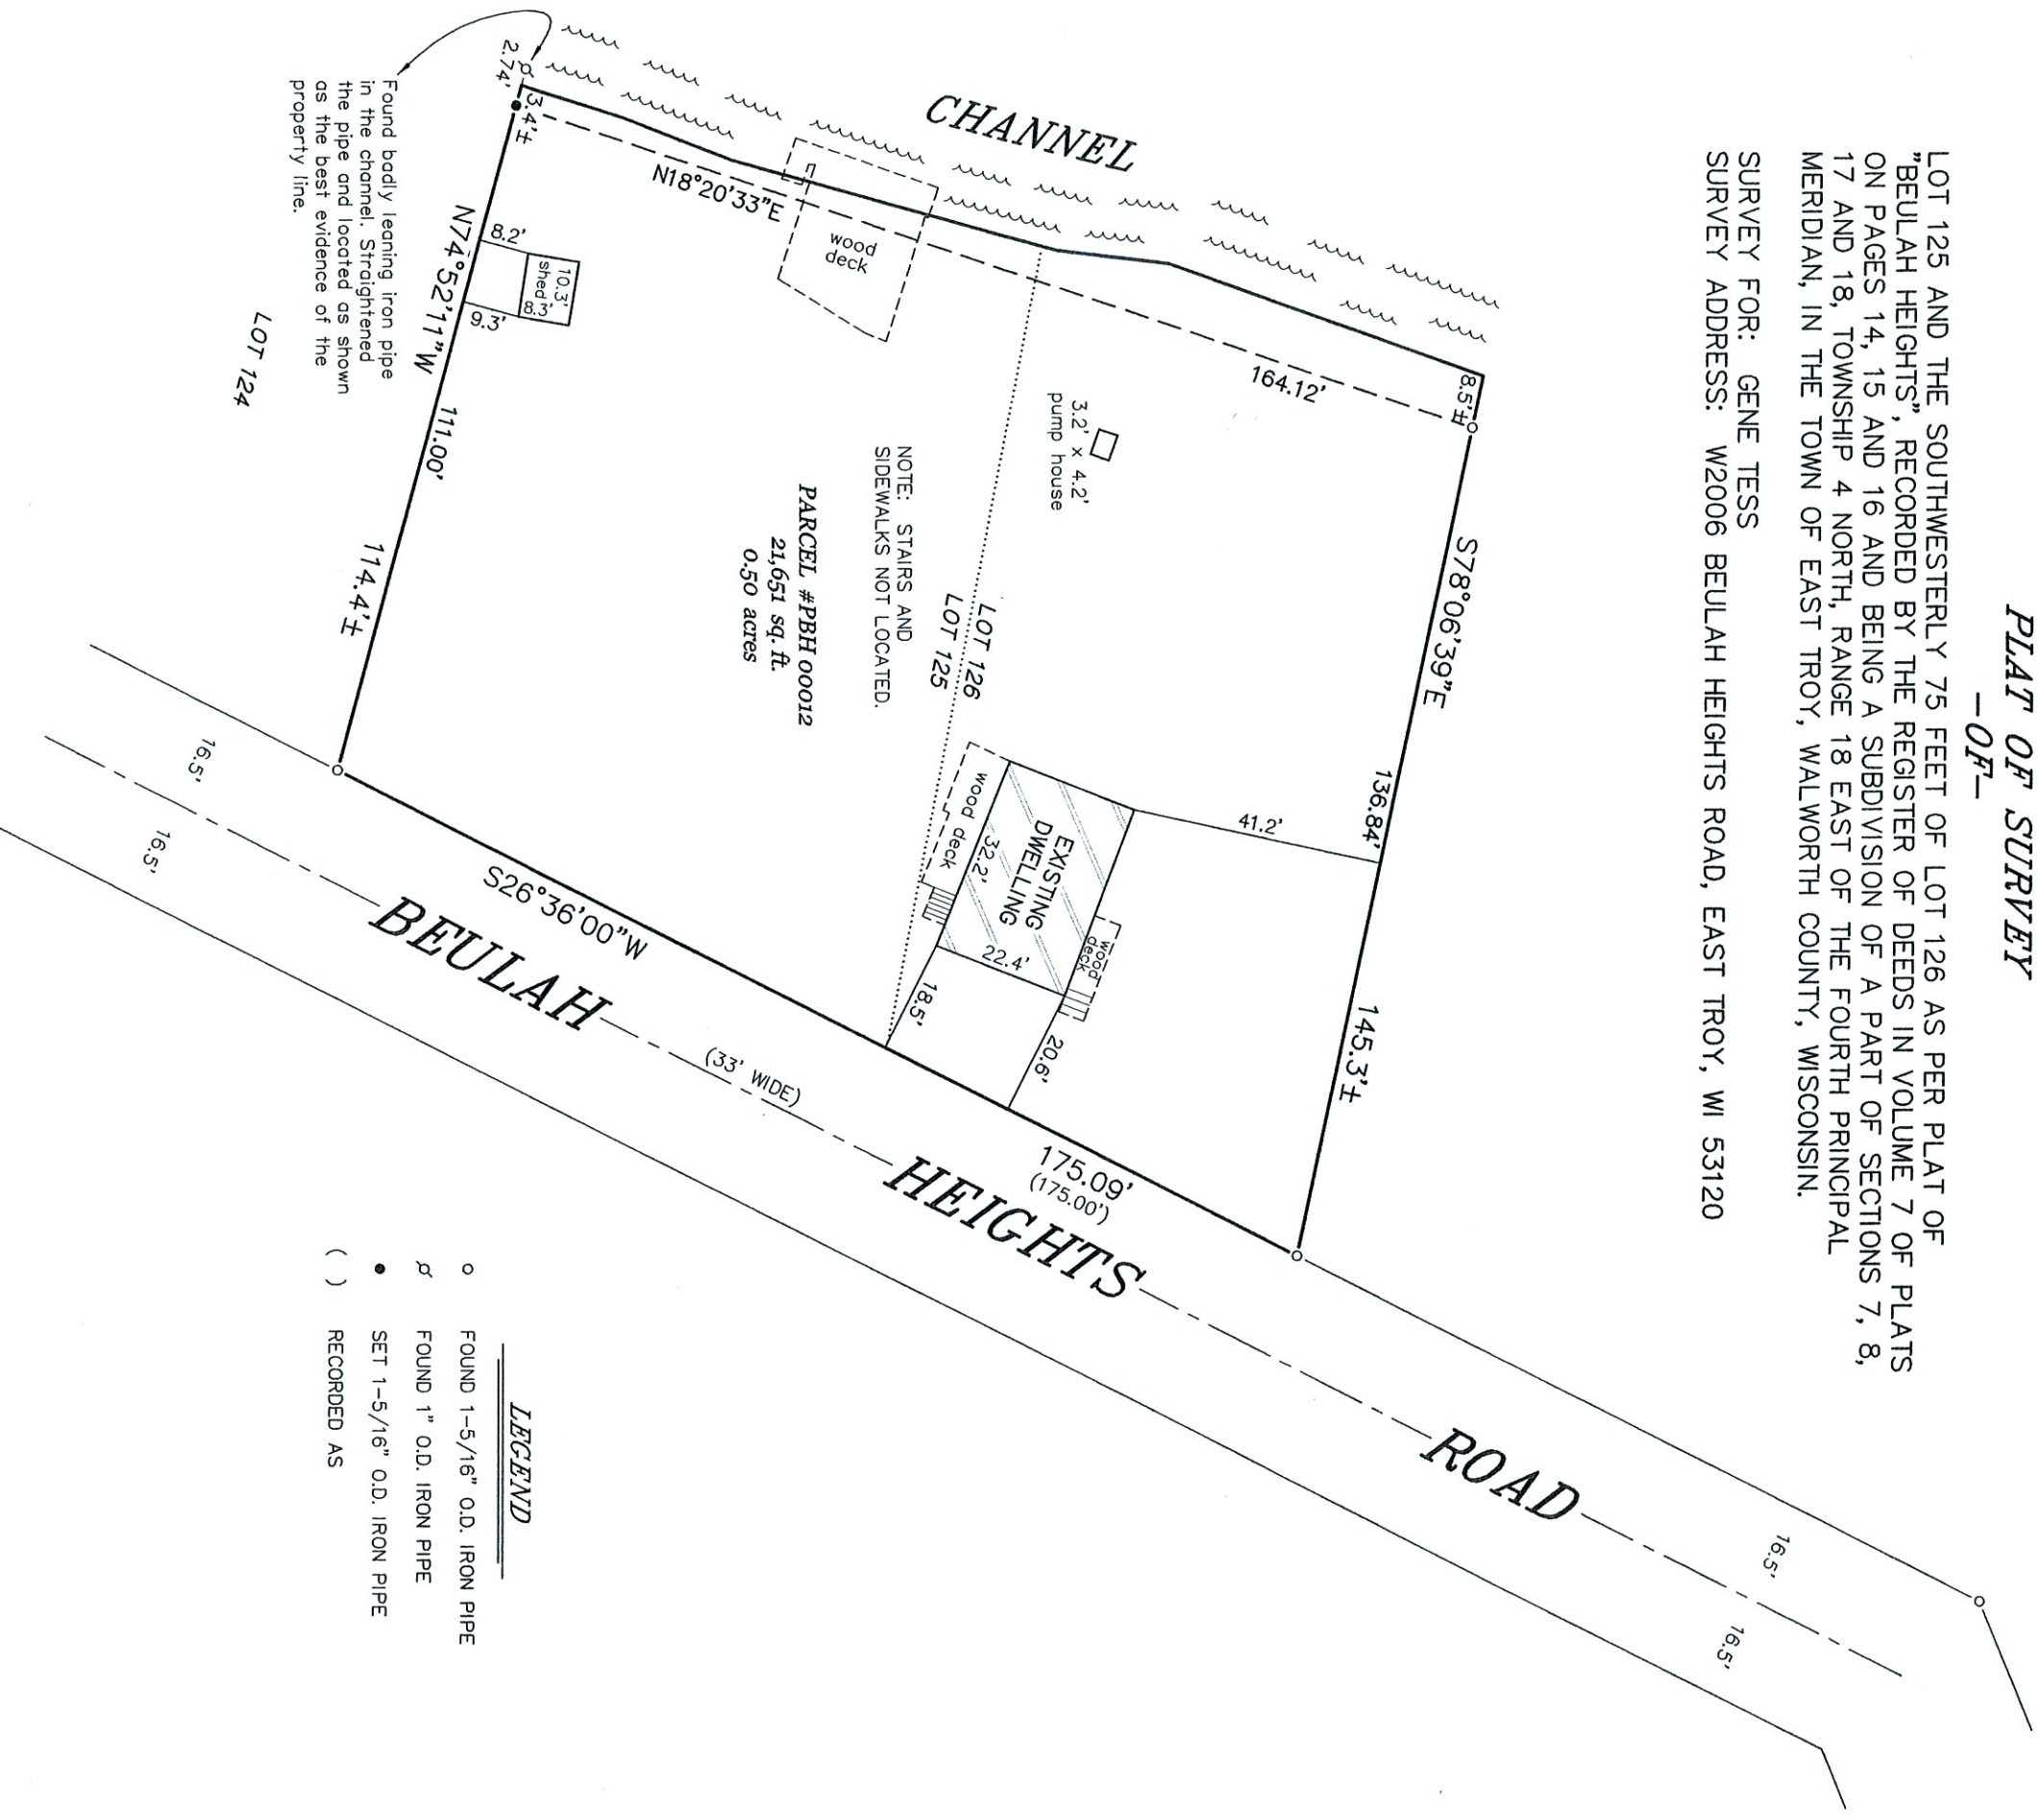 PLAT OF SURVEY
-OF-
LOT 125 AND THE SOUTHWESTERLY 75 FEET OF LOT 126 AS PER PLAT OF
"BEULAH HEIGHTS", RECORDED BY THE REGISTER OF DEEDS IN VOLUME 7 OF PLATS
ON PAGES 14, 15 AND 16 AND BEING A SUBDIVISION OF A PART OF SECTIONS 7, 8,
17 AND 18, TOWNSHIP 4 NORTH, RANGE 18 EAST OF THE FOURTH PRINCIPAL
MERIDIAN, IN THE TOWN OF EAST TROY, WALWORTH COUNTY, WISCONSIN.
SURVEY FOR: GENE TESS
SURVEY ADDRESS: W2006 BEULAH HEIGHTS ROAD, EAST TROY, WI 53120
CHANNEL
8.5'±
S78°06'39"E
136.84'
145.3'±
164.12'
N18°20'33"E
wood
deck
3.2' x 4.2'
pump house
41.2'
wood
deck
EXISTING
DWELLING
32.2'
22.4'
wood deck
20.6'
18.5'
LOT 126
LOT 125
NOTE: STAIRS AND
SIDEWALKS NOT LOCATED.
PARCEL #PBH 00012
21,651 sq. ft.
0.50 acres
2.74'
3.4'±
8.2'
10.3'
shed
8.3'
9.3'
N74°52'11"W
111.00'
114.4'±
Found badly leaning iron pipe
in the channel. Straightened
the pipe and located as shown
as the best evidence of the
property line.
LOT 124
S26°36'00"W
175.09'
(175.00')
BEULAH
(33' WIDE)
HEIGHTS
ROAD
16.5'
16.5'
16.5'
16.5'
LEGEND
FOUND 1-5/16" O.D. IRON PIPE
FOUND 1" O.D. IRON PIPE
SET 1-5/16" O.D. IRON PIPE
( ) RECORDED AS